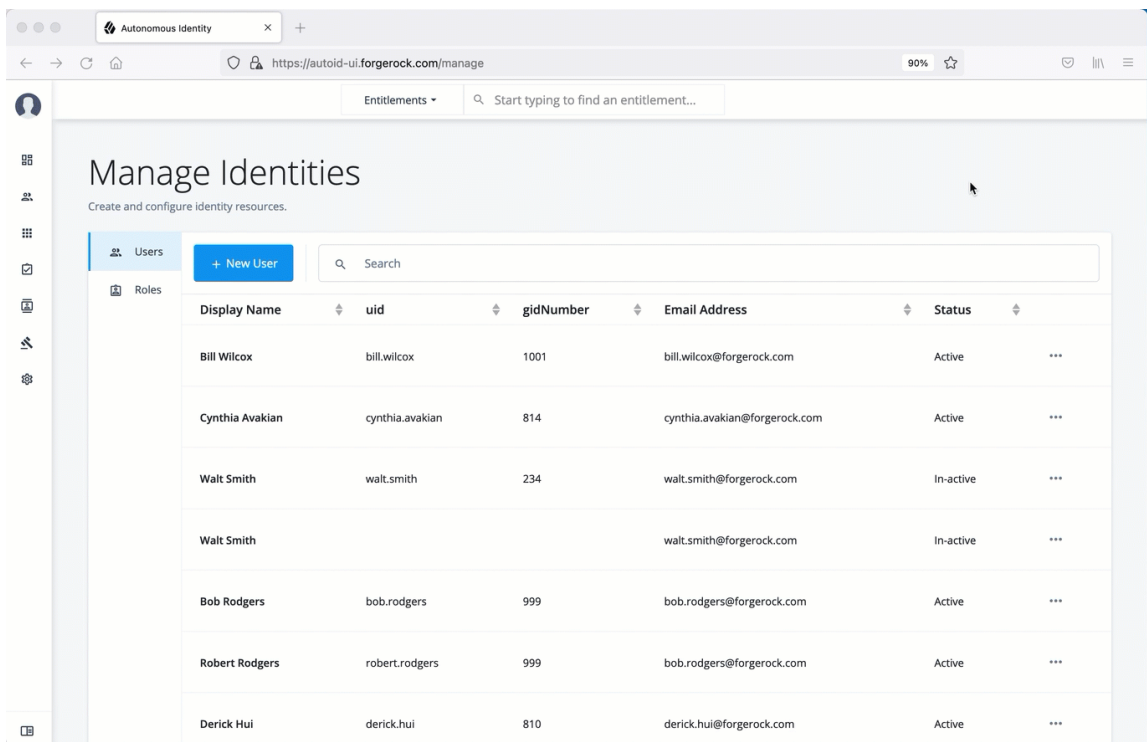 Autonomous Identity
https://autoid-ui.forgerock.com/manage
90%
Entitlements
Start typing to find an entitlement...
Manage Identities
Create and configure identity resources.
Users
Roles
+ New User
Search
Display Name uid gidNumber Email Address Status
Bill Wilcox bill.wilcox 1001 bill.wilcox@forgerock.com Active
Cynthia Avakian cynthia.avakian 814 cynthia.avakian@forgerock.com Active
Walt Smith walt.smith 234 walt.smith@forgerock.com In-active
Walt Smith walt.smith@forgerock.com In-active
Bob Rodgers bob.rodgers 999 bob.rodgers@forgerock.com Active
Robert Rodgers robert.rodgers 999 bob.rodgers@forgerock.com Active
Derick Hui derick.hui 810 derick.hui@forgerock.com Active